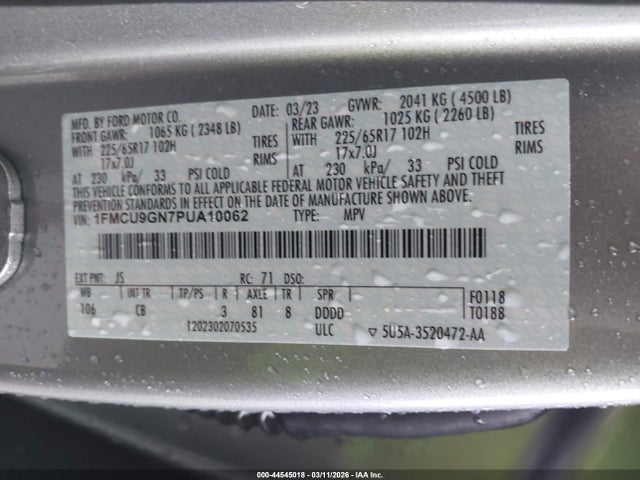 MFD. BY FORD MOTOR CO. DATE: 03/23 GVWR: 2041 KG ( 4500 LB)
FRONT GAWR: 1065 KG ( 2348 LB) REAR GAWR: 1025 KG ( 2260 LB)
WITH 225/65R17 102H TIRES WITH 225/65R17 102H TIRES
17x7.0J RIMS 17x7.0J RIMS
AT 230 kPa/ 33 PSI COLD AT 230 kPa/ 33 PSI COLD
THIS VEHICLE CONFORMS TO ALL APPLICABLE FEDERAL MOTOR VEHICLE SAFETY AND THEFT
PREVENTION STANDARDS IN EFFECT ON THE DATE OF MANUFACTURE SHOWN ABOVE.
VIN: 1FMCU9GN7PUA10062 TYPE: MPV
EXT PNT: JS RC: 71 DSO:
WB INT TR TP/PS R AXLE TR SPR F0118
106 CB 3 81 8 DDDD T0188
1202302070535 ULC 5U5A-3520472-AA
000-44545018 - 03/11/2026 - IAA Inc.